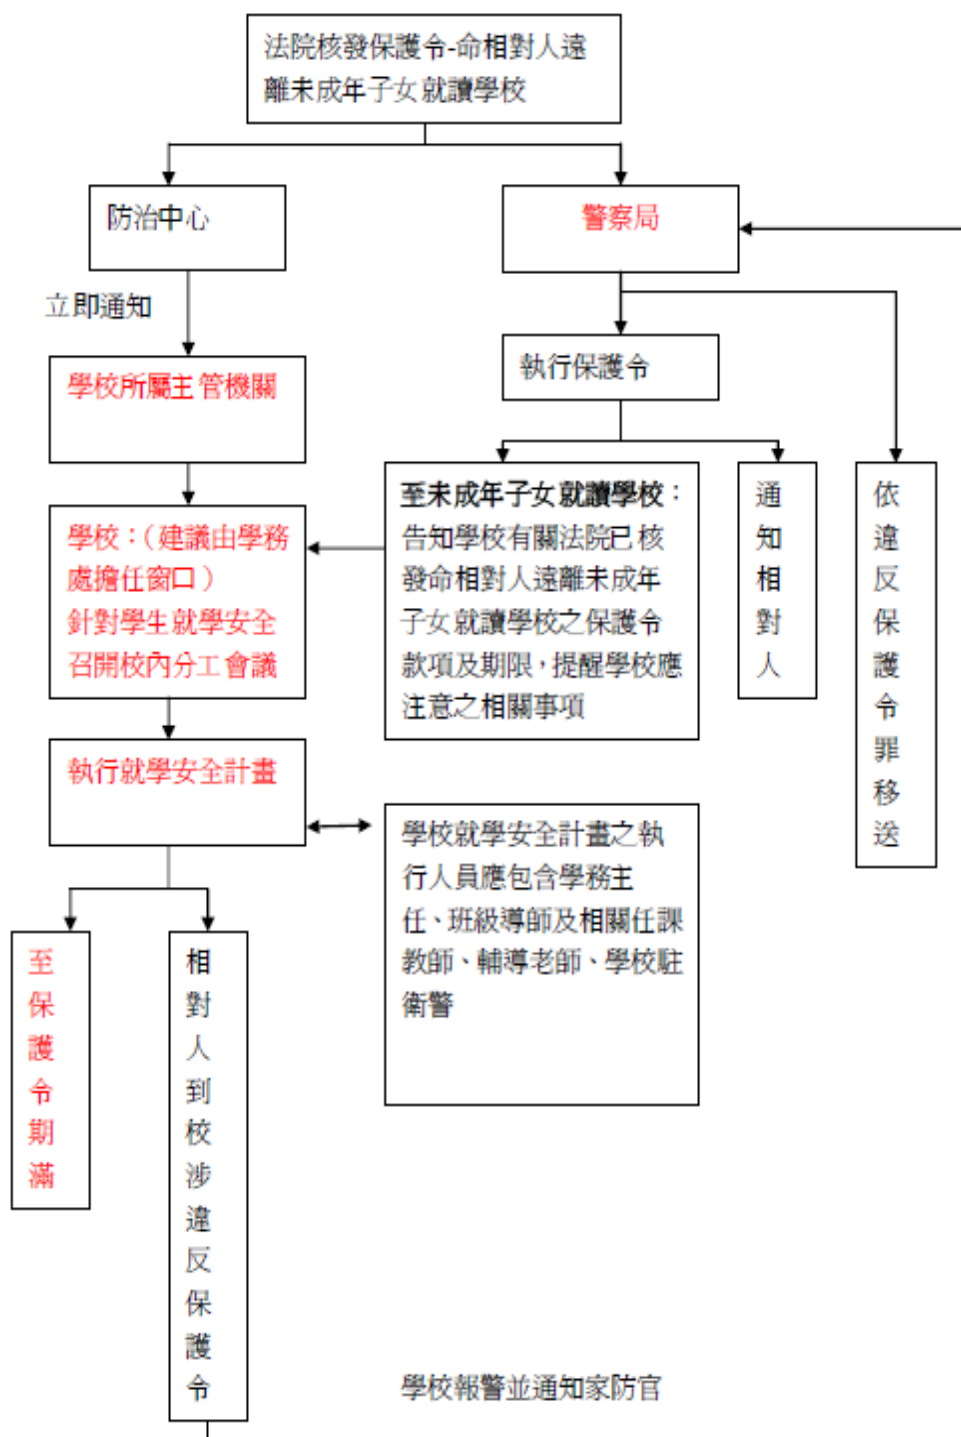 法院核發保護令-命相對人遠
離未成年子女就讀學校
防治中心
警察局
立即通知
學校所屬主管機關
執行保護令
學校：（建議由學務
處擔任窗口）
針對學生就學安全
召開校內分工會議
至未成年子女就讀學校：
告知學校有關法院已核
發命相對人遠離未成年
子女就讀學校之保護令
款項及期限，提醒學校應
注意之相關事項
通知相對人
依違反保護令罪移送
執行就學安全計畫
學校就學安全計畫之執
行人員應包含學務主
任、班級導師及相關任課
教師、輔導老師、學校駐
衛警
至保護令期滿
相對人到校涉違反保護令
學校報警並通知家防官